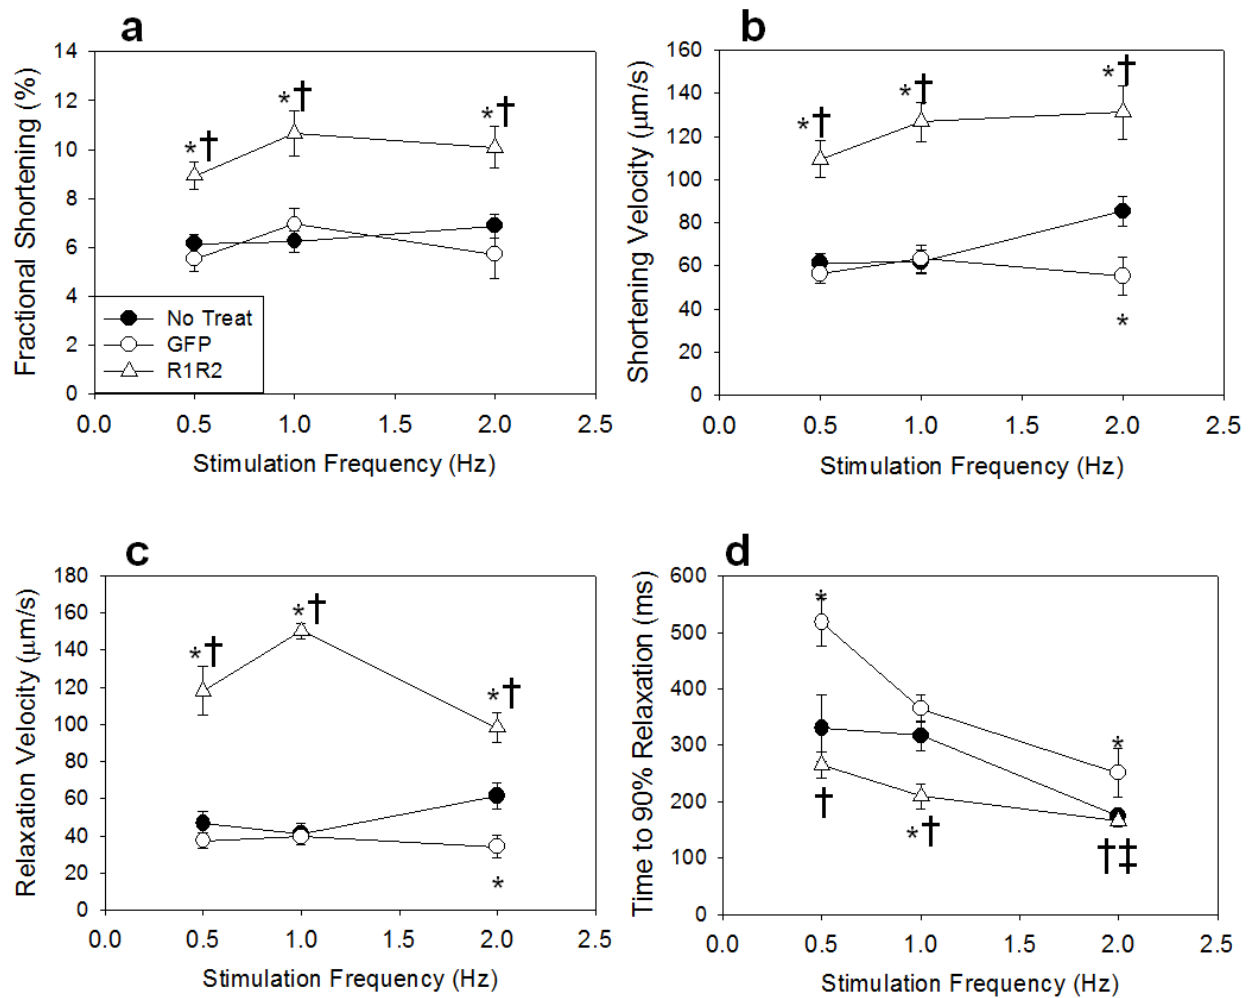 a
Fractional Shortening (%)
14
12
10
8
6
4
2
0
*†
*†
*†
No Treat
GFP
R1R2
0.0 0.5 1.0 1.5 2.0 2.5
Stimulation Frequency (Hz)
b
Shortening Velocity (μm/s)
160
140
120
100
80
60
40
20
0
*†
*†
*†
*
0.0 0.5 1.0 1.5 2.0 2.5
Stimulation Frequency (Hz)
c
Relaxation Velocity (μm/s)
180
160
140
120
100
80
60
40
20
0
*†
*†
*†
*
0.0 0.5 1.0 1.5 2.0 2.5
Stimulation Frequency (Hz)
d
Time to 90% Relaxation (ms)
600
500
400
300
200
100
0
*
*
†
*†
†‡
0.0 0.5 1.0 1.5 2.0 2.5
Stimulation Frequency (Hz)